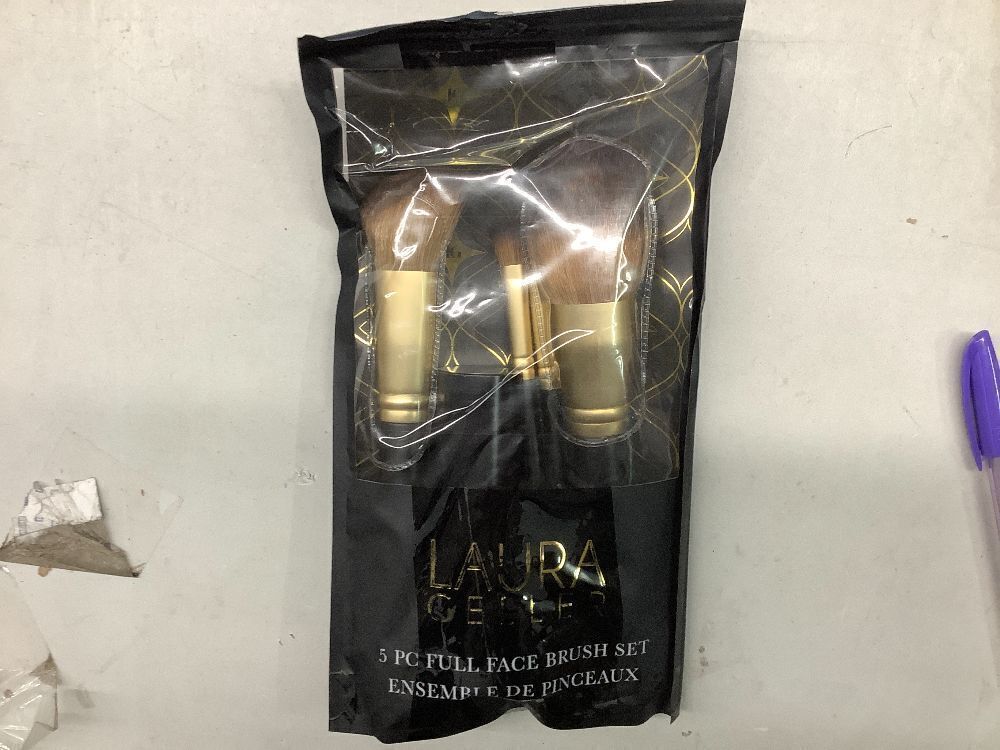 LAURA
GELLER
5 PC FULL FACE BRUSH SET
ENSEMBLE DE PINCEAUX